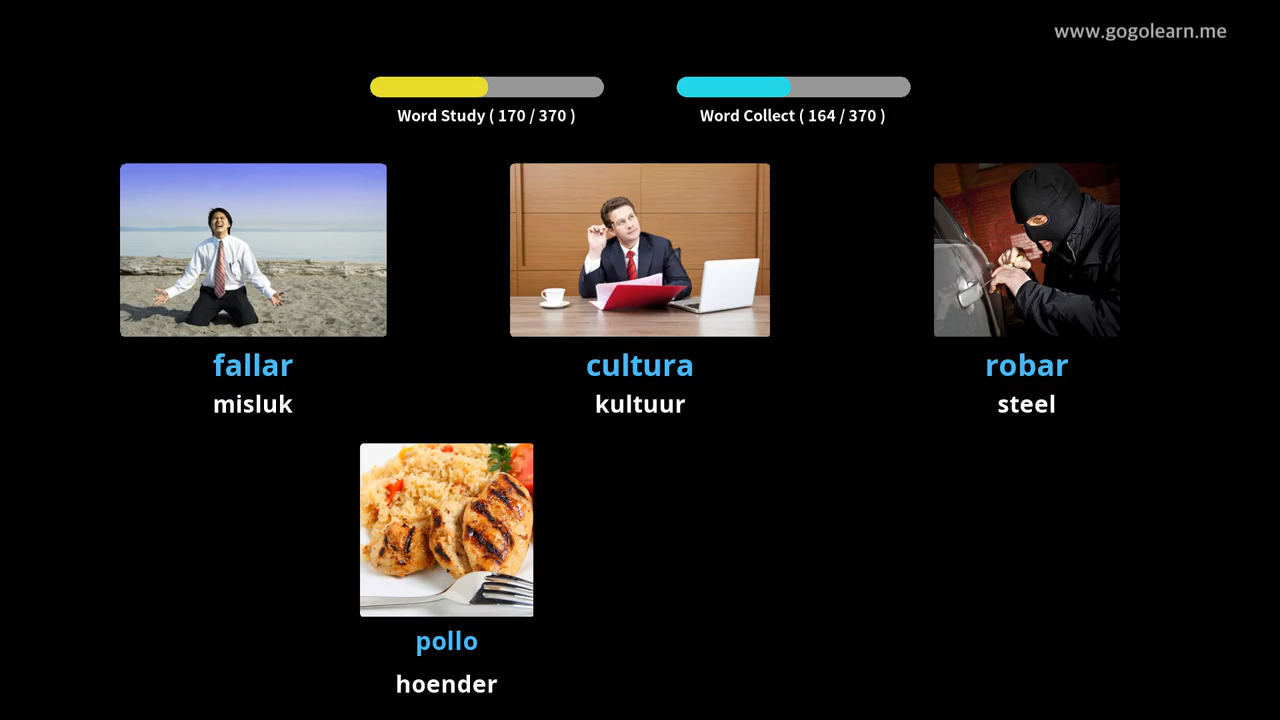 www.gogolearn.me
Word Study ( 170 / 370 )
Word Collect ( 164 / 370 )
fallar
misluk
cultura
kultuur
robar
steel
pollo
hoender